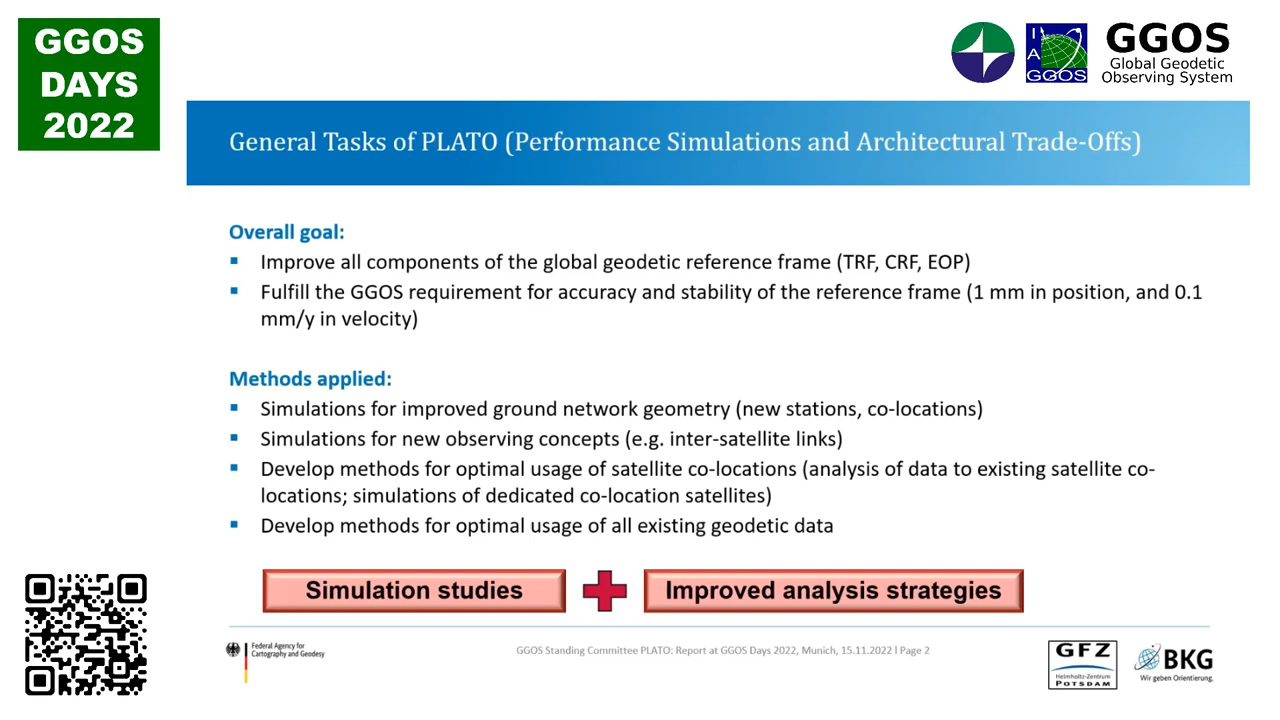 GGOS
DAYS
2022
I
A
GGOS
GGOS
Global Geodetic
Observing System
General Tasks of PLATO (Performance Simulations and Architectural Trade-Offs)
Overall goal:
▪ Improve all components of the global geodetic reference frame (TRF, CRF, EOP)
▪ Fulfill the GGOS requirement for accuracy and stability of the reference frame (1 mm in position, and 0.1
mm/y in velocity)
Methods applied:
▪ Simulations for improved ground network geometry (new stations, co-locations)
▪ Simulations for new observing concepts (e.g. inter-satellite links)
▪ Develop methods for optimal usage of satellite co-locations (analysis of data to existing satellite co-
locations; simulations of dedicated co-location satellites)
▪ Develop methods for optimal usage of all existing geodetic data
Simulation studies
Improved analysis strategies
Federal Agency for
Cartography and Geodesy
GGOS Standing Committee PLATO: Report at GGOS Days 2022, Munich, 15.11.2022 I Page 2
GFZ
Helmholtz-Zentrum
POTSDAM
BKG
Wir geben Orientierung.